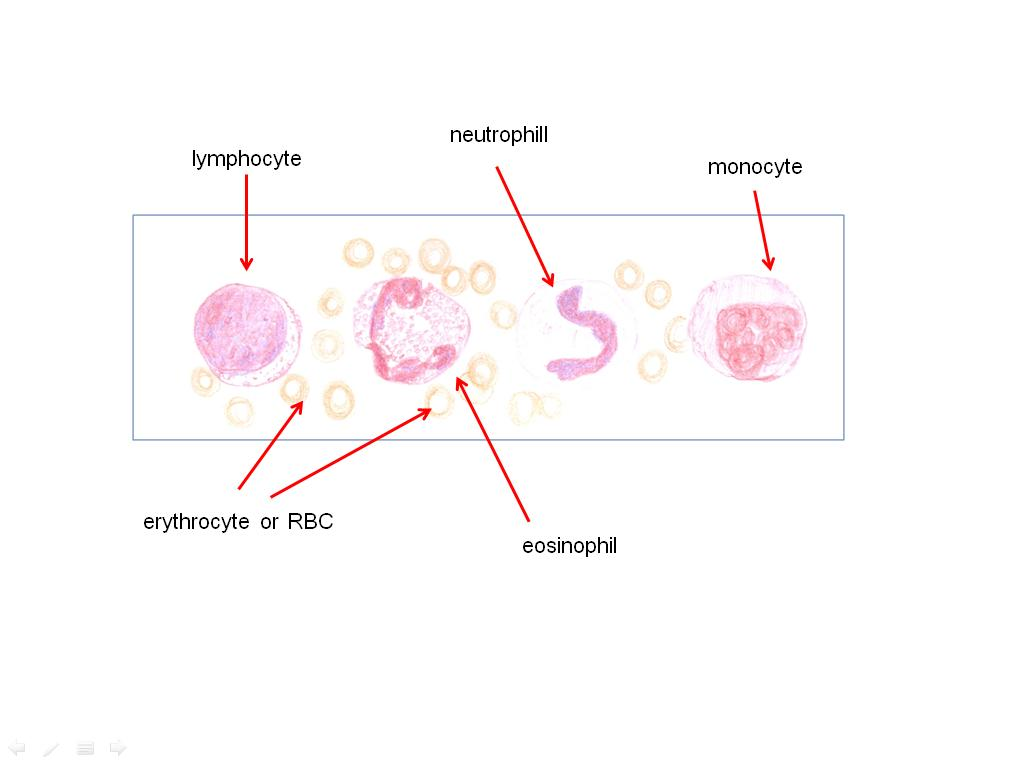 neutrophill
lymphocyte
monocyte
erythrocyte or RBC
eosinophil